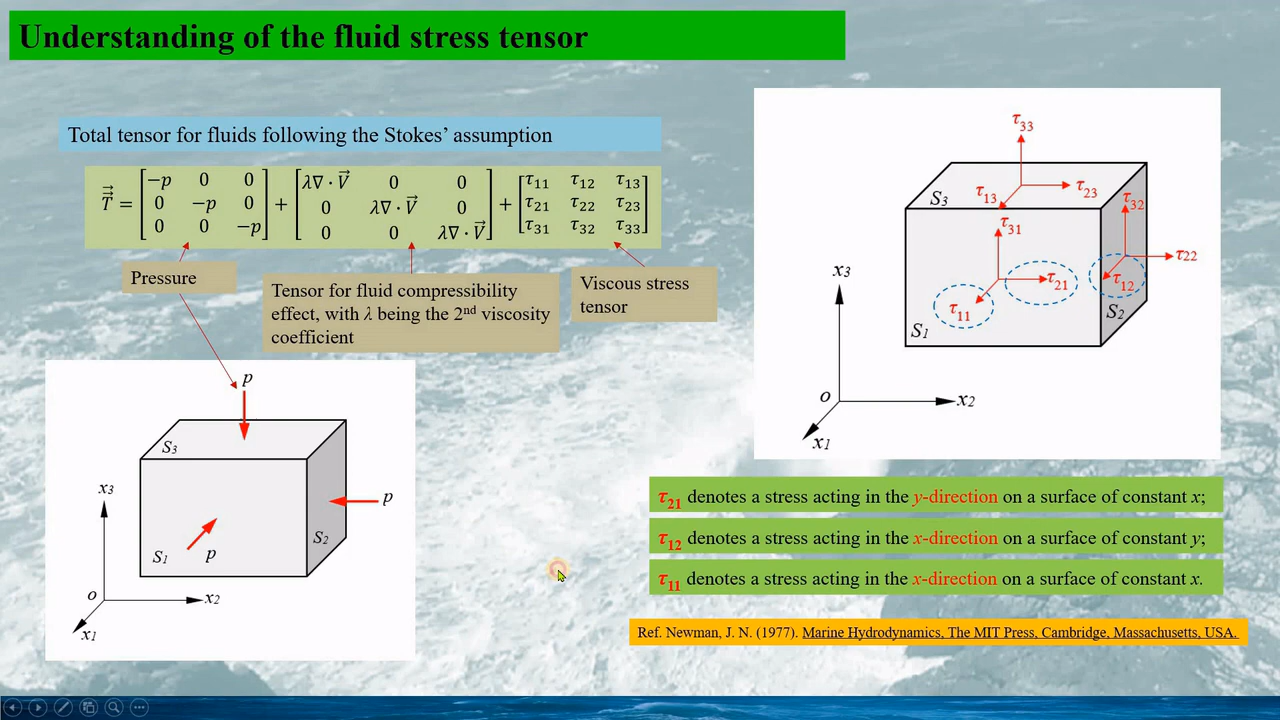 Understanding of the fluid stress tensor
Total tensor for fluids following the Stokes’ assumption
T⃗⃗ = [−p 0 0; 0 −p 0; 0 0 −p] + [λ∇·V⃗ 0 0; 0 λ∇·V⃗ 0; 0 0 λ∇·V⃗] + [τ11 τ12 τ13; τ21 τ22 τ23; τ31 τ32 τ33]
Pressure
Tensor for fluid compressibility
effect, with λ being the 2nd viscosity
coefficient
Viscous stress
tensor
p
S3
x3
p
S1
p
S2
o
x2
x1
τ33
S3
τ13
τ23
τ32
τ31
τ22
x3
τ21
τ12
τ11
S1
S2
o
x2
x1
τ21 denotes a stress acting in the y-direction on a surface of constant x;
τ12 denotes a stress acting in the x-direction on a surface of constant y;
τ11 denotes a stress acting in the x-direction on a surface of constant x.
Ref. Newman, J. N. (1977). Marine Hydrodynamics, The MIT Press, Cambridge, Massachusetts, USA.